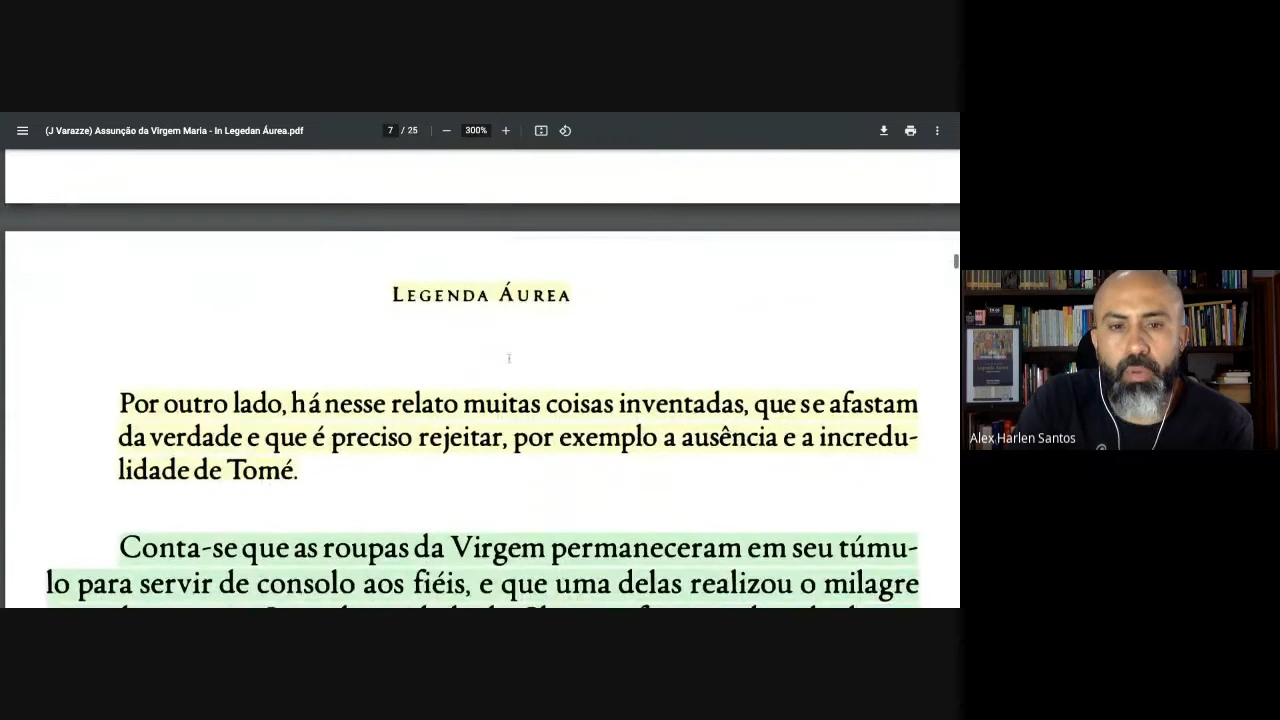 (J Varazze) Assunção da Virgem Maria - In Legedan Áurea.pdf
7 / 25
300%
LEGENDA ÁUREA
Por outro lado, há nesse relato muitas coisas inventadas, que se afastam
da verdade e que é preciso rejeitar, por exemplo a ausência e a incredu-
lidade de Tomé.
Conta-se que as roupas da Virgem permaneceram em seu túmu-
lo para servir de consolo aos fiéis, e que uma delas realizou o milagre
Legenda Áurea
Alex Harlen Santos